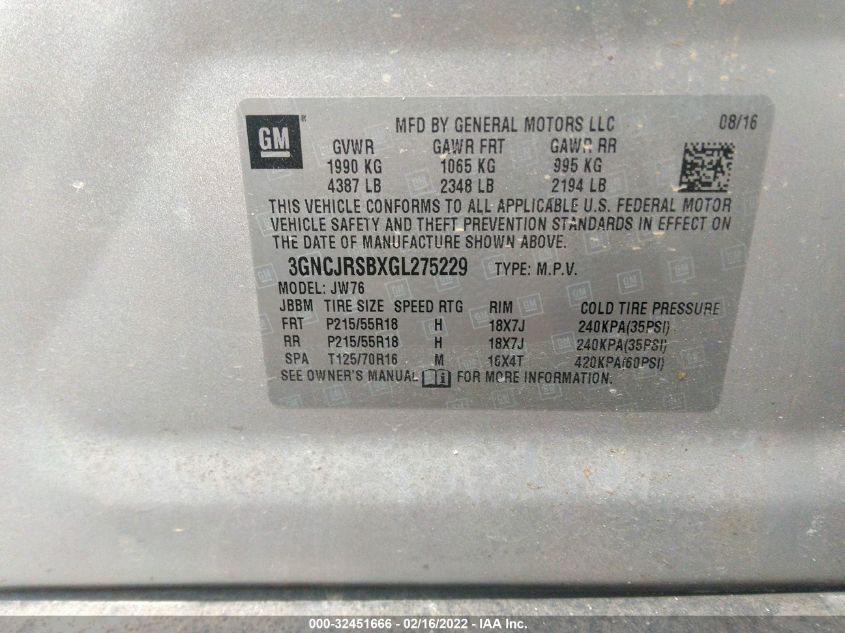 GM ® MFD BY GENERAL MOTORS LLC 08/16
GVWR GAWR FRT GAWR RR
1990 KG 1065 KG 995 KG
4387 LB 2348 LB 2194 LB
THIS VEHICLE CONFORMS TO ALL APPLICABLE U.S. FEDERAL MOTOR
VEHICLE SAFETY AND THEFT PREVENTION STANDARDS IN EFFECT ON
THE DATE OF MANUFACTURE SHOWN ABOVE.
3GNCJRSBXGL275229 TYPE: M.P.V.
MODEL: JW76
JBBM TIRE SIZE SPEED RTG RIM COLD TIRE PRESSURE
FRT P215/55R18 H 18X7J 240KPA(35PSI)
RR P215/55R18 H 18X7J 240KPA(35PSI)
SPA T125/70R16 M 16X4T 420KPA(60PSI)
SEE OWNER'S MANUAL FOR MORE INFORMATION.
000 - 32451666 - 02/16/2022 - IAA Inc.